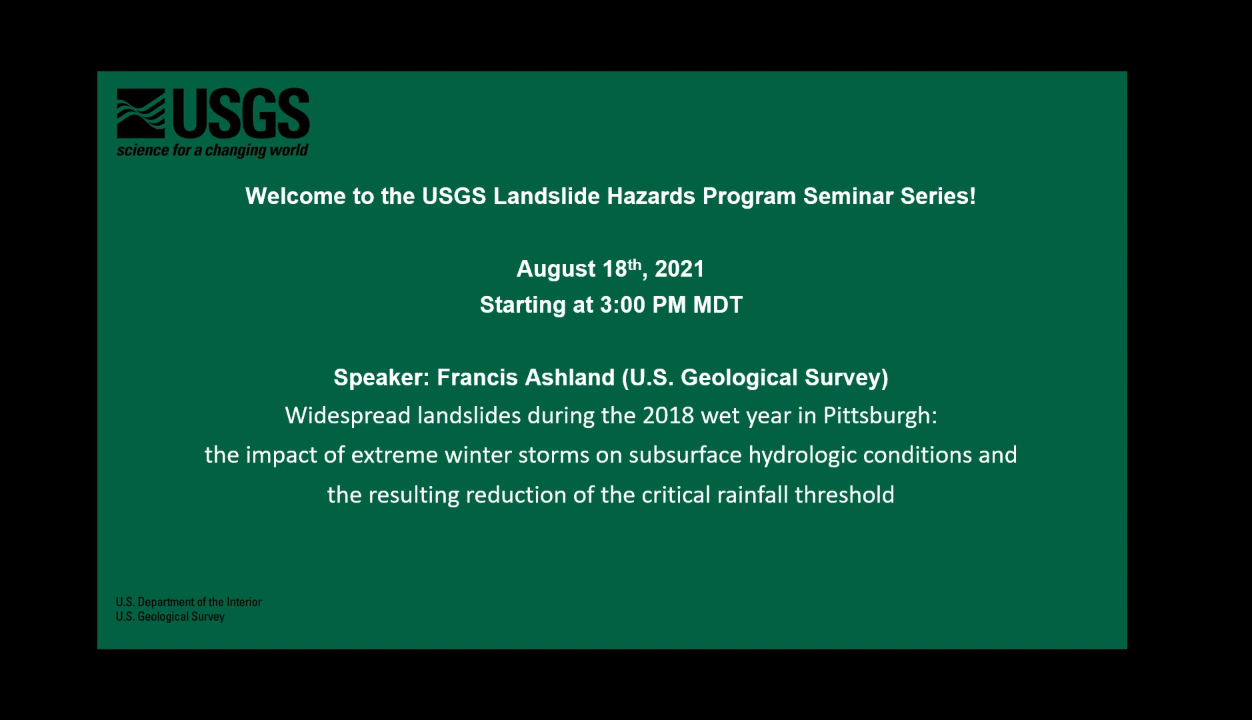 USGS
science for a changing world
Welcome to the USGS Landslide Hazards Program Seminar Series!
August 18th, 2021
Starting at 3:00 PM MDT
Speaker: Francis Ashland (U.S. Geological Survey)
Widespread landslides during the 2018 wet year in Pittsburgh:
the impact of extreme winter storms on subsurface hydrologic conditions and
the resulting reduction of the critical rainfall threshold
U.S. Department of the Interior
U.S. Geological Survey